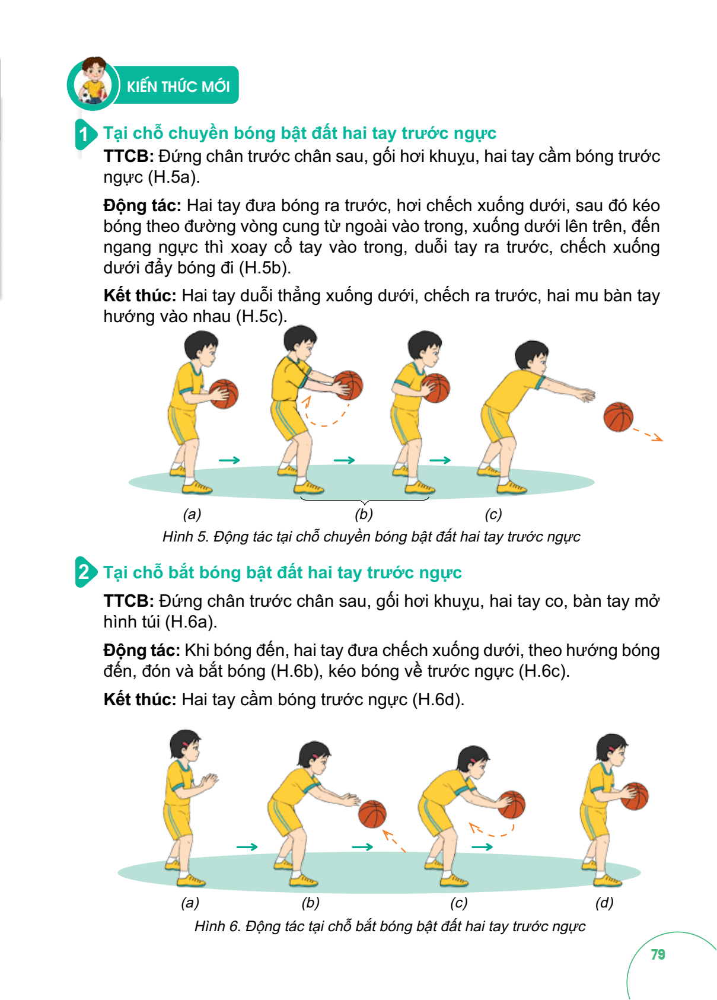 KIẾN THỨC MỚI
1 Tại chỗ chuyền bóng bật đất hai tay trước ngực
TTCB: Đứng chân trước chân sau, gối hơi khuỵu, hai tay cầm bóng trước
ngực (H.5a).
Động tác: Hai tay đưa bóng ra trước, hơi chếch xuống dưới, sau đó kéo
bóng theo đường vòng cung từ ngoài vào trong, xuống dưới lên trên, đến
ngang ngực thì xoay cổ tay vào trong, duỗi tay ra trước, chếch xuống
dưới đẩy bóng đi (H.5b).
Kết thúc: Hai tay duỗi thẳng xuống dưới, chếch ra trước, hai mu bàn tay
hướng vào nhau (H.5c).
(a) (b) (c)
Hình 5. Động tác tại chỗ chuyền bóng bật đất hai tay trước ngực
2 Tại chỗ bắt bóng bật đất hai tay trước ngực
TTCB: Đứng chân trước chân sau, gối hơi khuỵu, hai tay co, bàn tay mở
hình túi (H.6a).
Động tác: Khi bóng đến, hai tay đưa chếch xuống dưới, theo hướng bóng
đến, đón và bắt bóng (H.6b), kéo bóng về trước ngực (H.6c).
Kết thúc: Hai tay cầm bóng trước ngực (H.6d).
(a) (b) (c) (d)
Hình 6. Động tác tại chỗ bắt bóng bật đất hai tay trước ngực
79